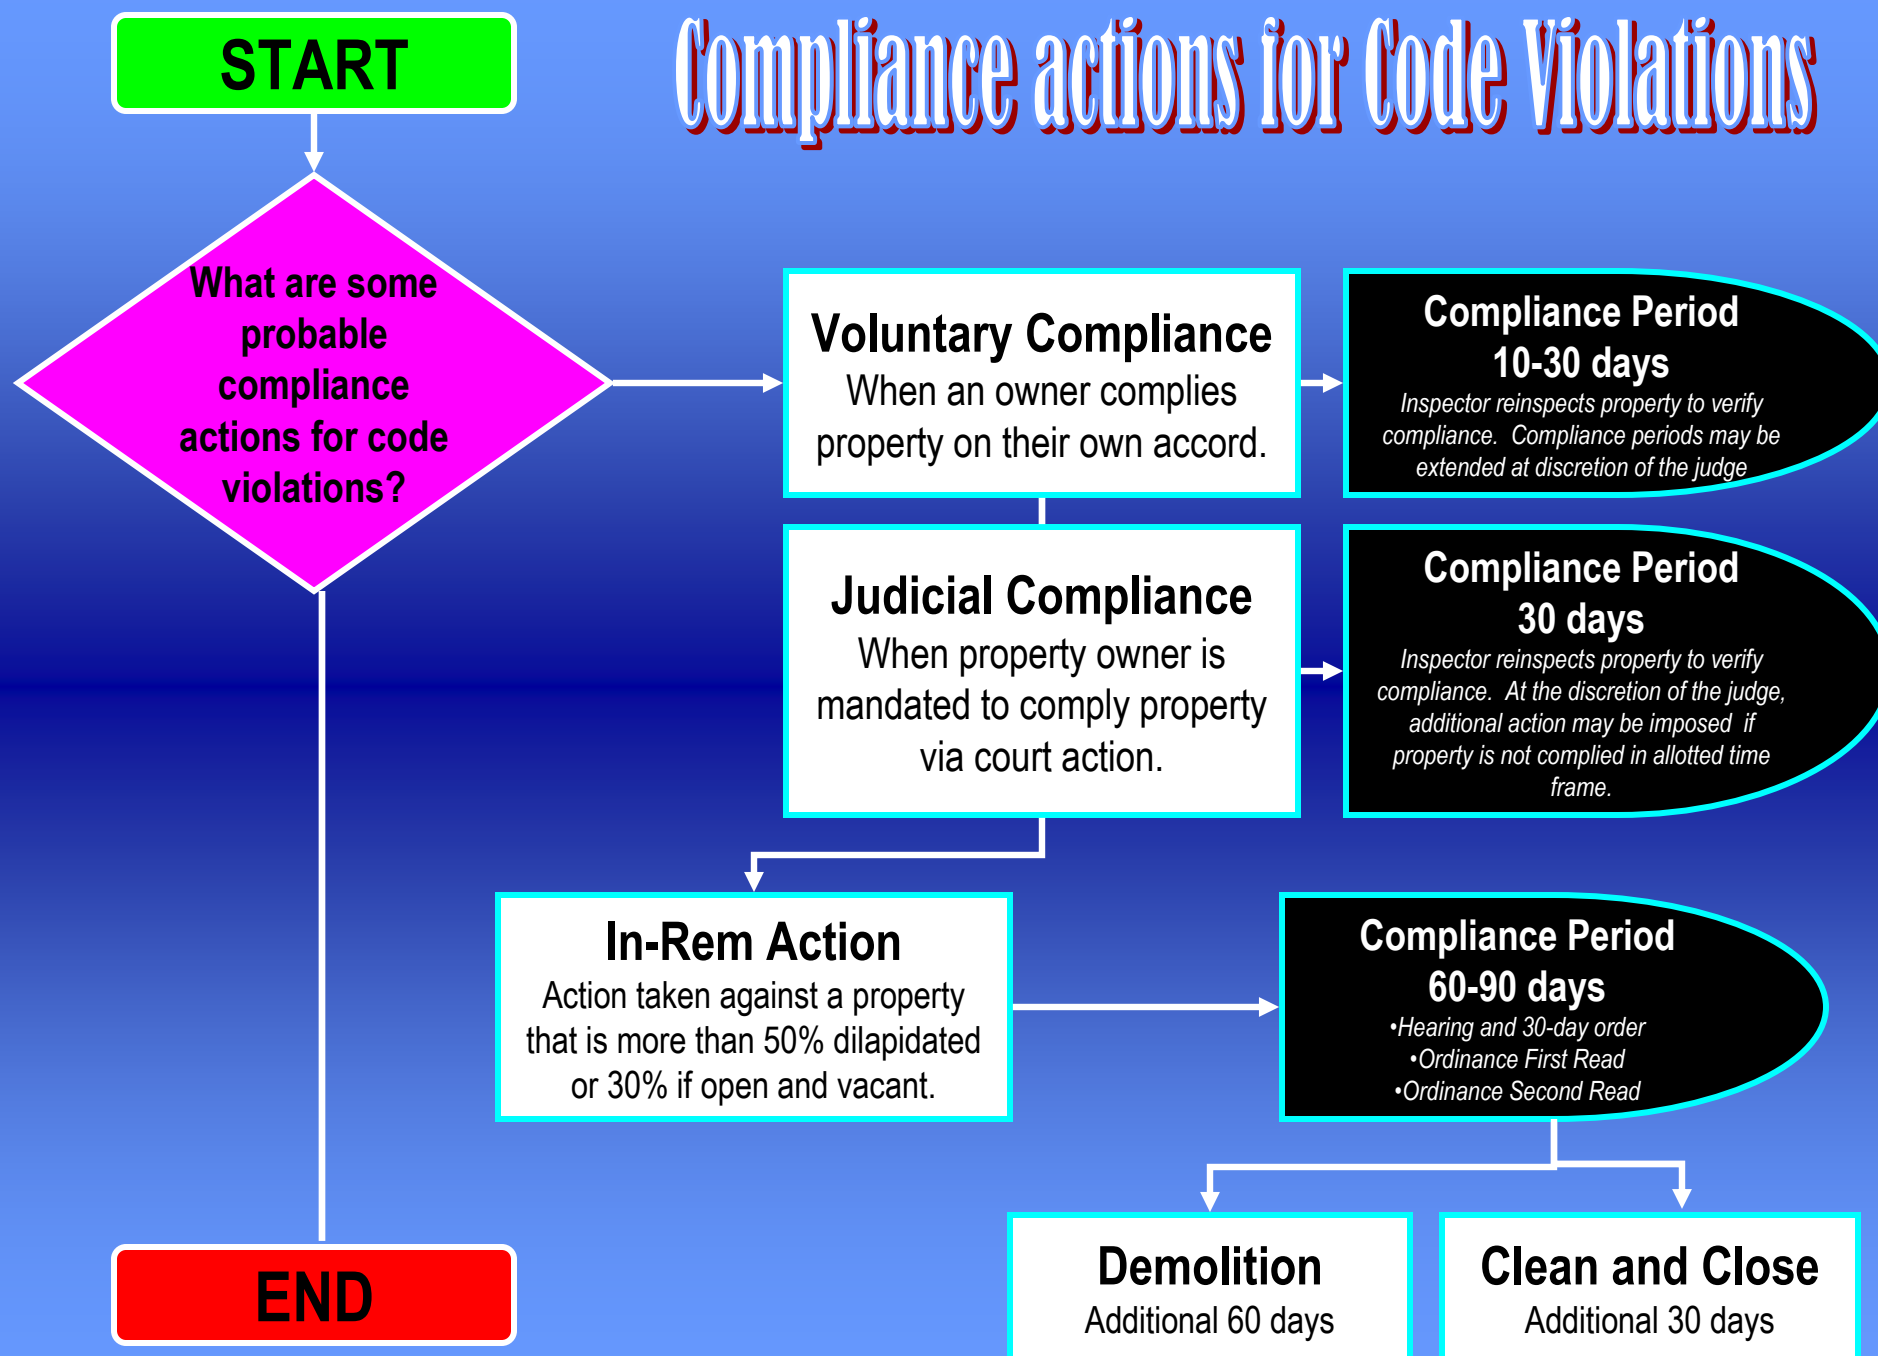 START
Compliance actions for Code Violations
What are some
probable
compliance
actions for code
violations?
Voluntary Compliance
When an owner complies
property on their own accord.
Compliance Period
10-30 days
Inspector reinspects property to verify
compliance.  Compliance periods may be
extended at discretion of the judge
Judicial Compliance
When property owner is
mandated to comply property
via court action.
Compliance Period
30 days
Inspector reinspects property to verify
compliance.  At the discretion of the judge,
additional action may be imposed  if
property is not complied in allotted time
frame.
In-Rem Action
Action taken against a property
that is more than 50% dilapidated
or 30% if open and vacant.
Compliance Period
60-90 days
•Hearing and 30-day order
•Ordinance First Read
•Ordinance Second Read
Demolition
Additional 60 days
Clean and Close
Additional 30 days
END